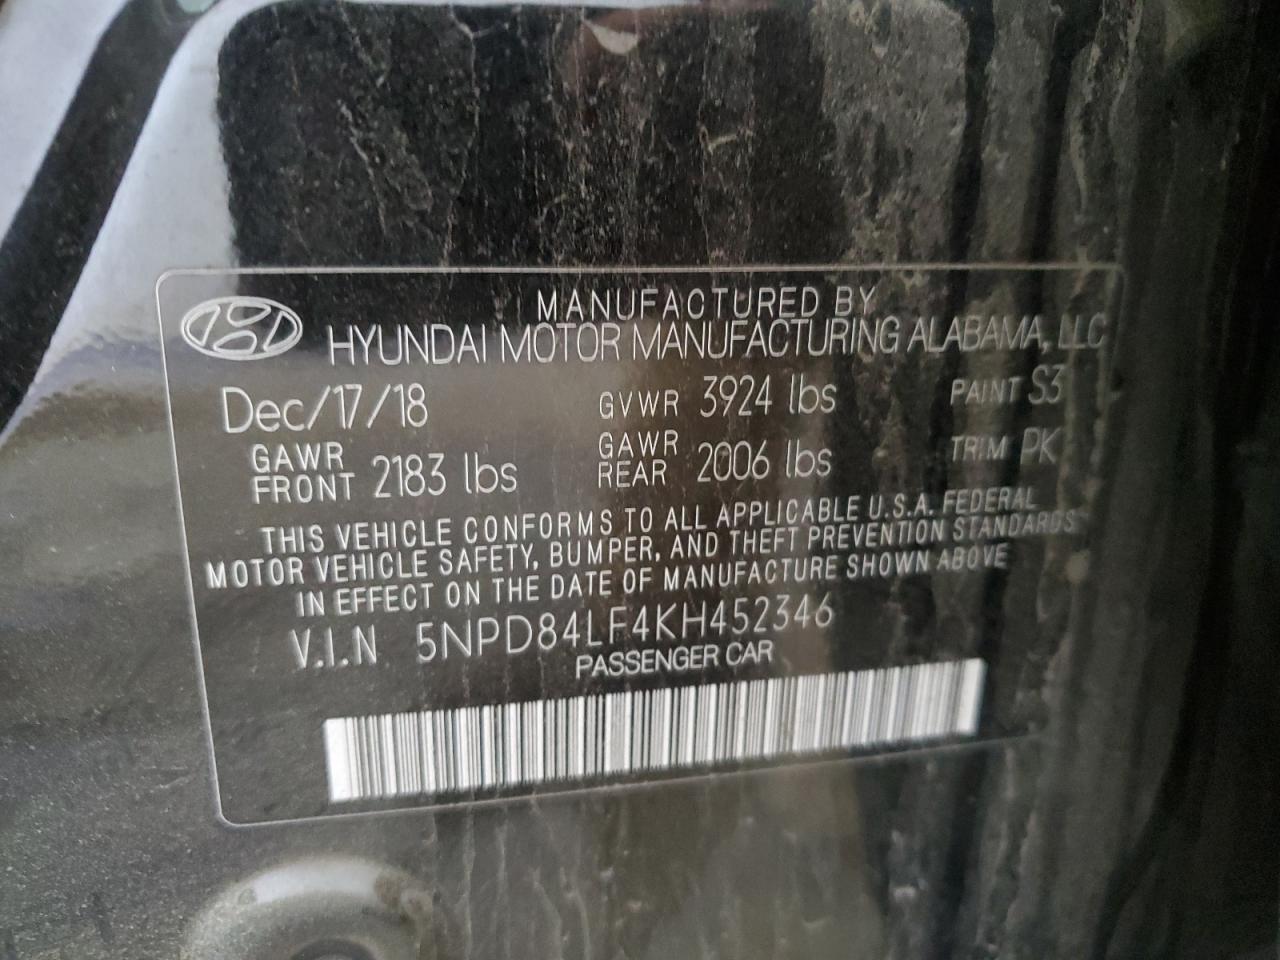 MANUFACTURED BY
HYUNDAI MOTOR MANUFACTURING ALABAMA, LLC
Dec/17/18 GVWR 3924 lbs PAINT S3
GAWR FRONT 2183 lbs GAWR REAR 2006 lbs TRIM PK
THIS VEHICLE CONFORMS TO ALL APPLICABLE U.S.A. FEDERAL
MOTOR VEHICLE SAFETY, BUMPER, AND THEFT PREVENTION STANDARDS
IN EFFECT ON THE DATE OF MANUFACTURE SHOWN ABOVE
V.I.N 5NPD84LF4KH452346
PASSENGER CAR